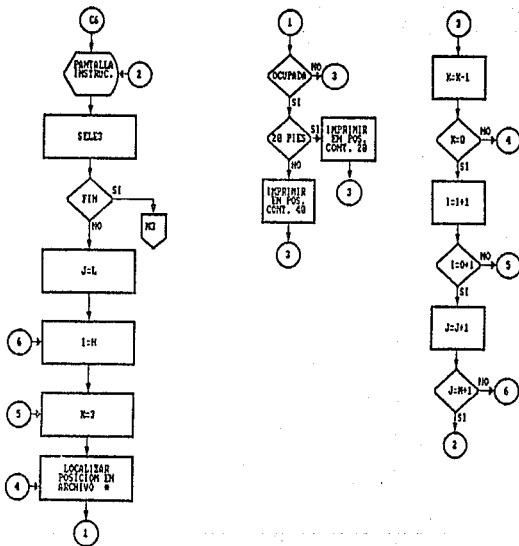 C6
PANTALLA
INSTRUC.
2
SELE3
FIN
SI
M3
NO
J=L
6
I=N
5
K=3
4
LOCALIZAR
POSICION EN
ARCHIVO *
1
1
OCUPADA
NO
3
SI
20 PIES
SI
IMPRIMIR
EN POS.
CONT. 20
NO
3
IMPRIMIR
EN POS.
CONT. 40
3
3
K=K-1
K=0
NO
4
SI
I=I+1
I=O+1
NO
5
SI
J=J+1
J=M+1
NO
6
SI
2